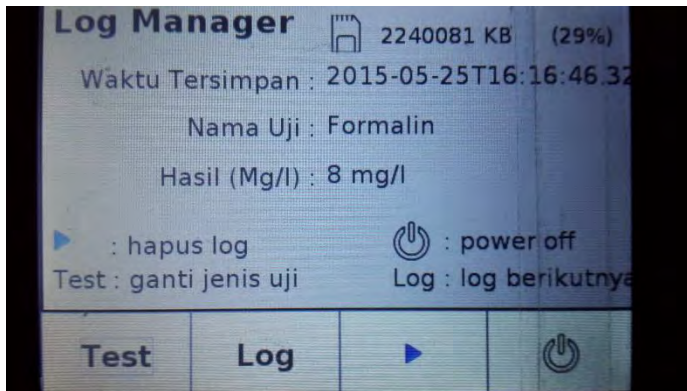 Log Manager 2240081 KB (29%)
Waktu Tersimpan : 2015-05-25T16:16:46.32
Nama Uji : Formalin
Hasil (Mg/l) : 8 mg/l
: hapus log : power off
Test : ganti jenis uji Log : log berikutnya
Test Log